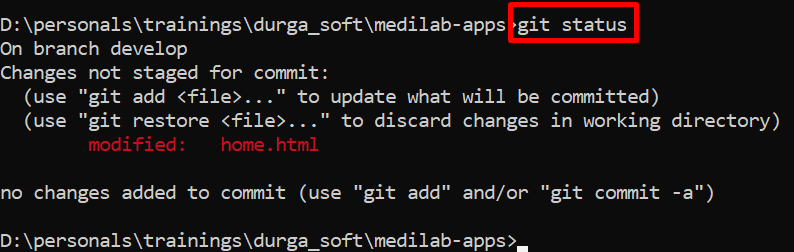 D:\personals\trainings\durga_soft\medilab-apps>git status
On branch develop
Changes not staged for commit:
  (use "git add <file>..." to update what will be committed)
  (use "git restore <file>..." to discard changes in working directory)
        modified:   home.html

no changes added to commit (use "git add" and/or "git commit -a")

D:\personals\trainings\durga_soft\medilab-apps>